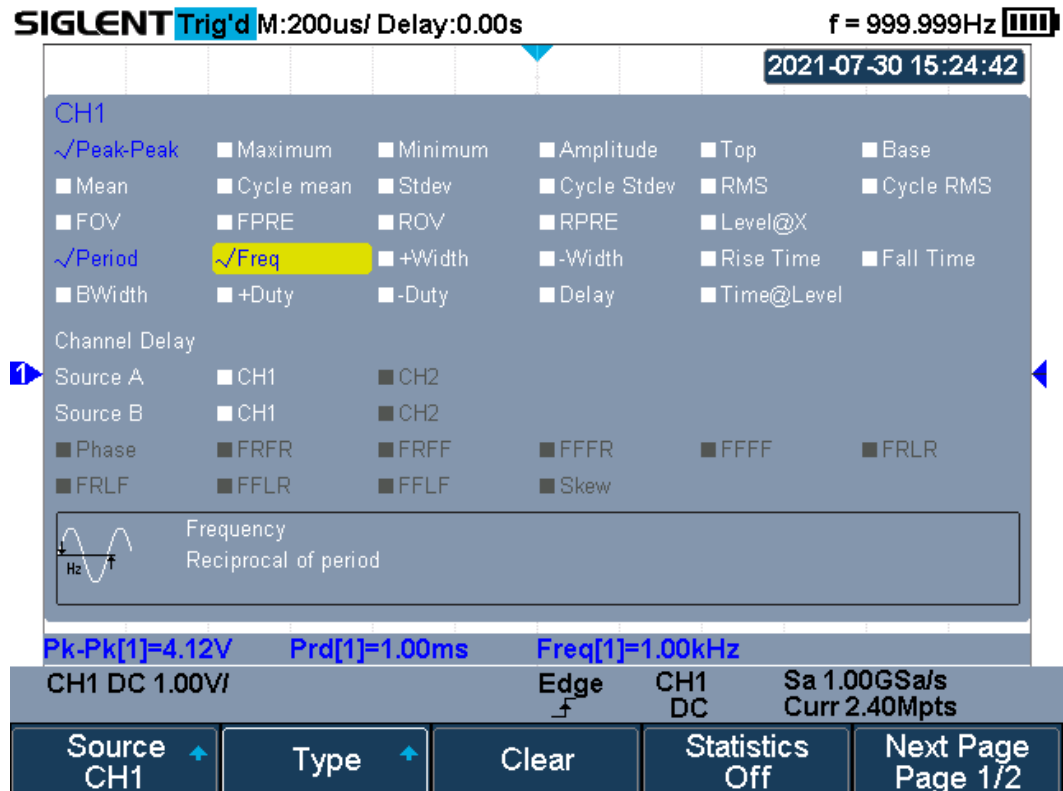 SIGLENT Trig'd M:200us/ Delay:0.00s f = 999.999Hz
2021-07-30 15:24:42
CH1
Peak-Peak Maximum Minimum Amplitude Top Base
Mean Cycle mean Stdev Cycle Stdev RMS Cycle RMS
FOV FPRE ROV RPRE Level@X
Period Freq +Width -Width Rise Time Fall Time
BWidth +Duty -Duty Delay Time@Level
Channel Delay
1 Source A CH1 CH2
Source B CH1 CH2
Phase FRFR FRFF FFFR FFFF FRLR
FRLF FFLR FFLF Skew
Frequency
Hz Reciprocal of period
Pk-Pk[1]=4.12V Prd[1]=1.00ms Freq[1]=1.00kHz
CH1 DC 1.00V/ Edge CH1 Sa 1.00GSa/s
DC Curr 2.40Mpts
Source Type Clear Statistics Next Page
CH1 Off Page 1/2